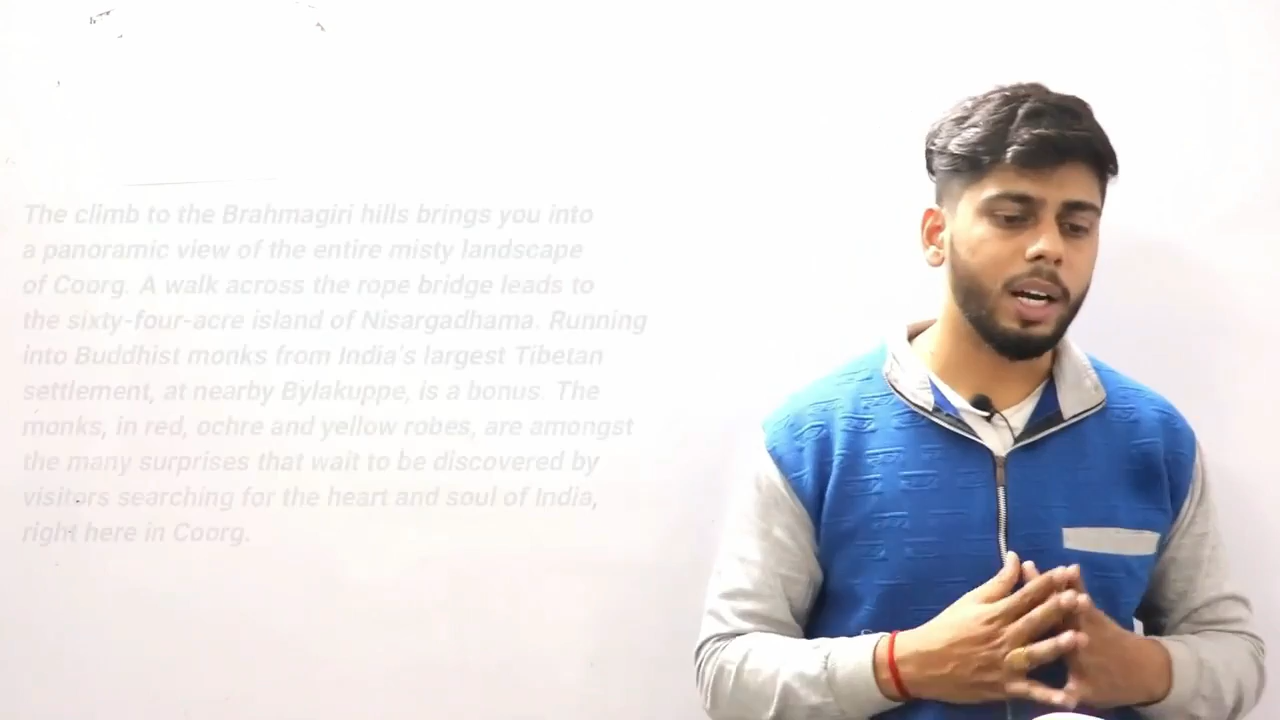 The climb to the Brahmagiri hills brings you into
a panoramic view of the entire misty landscape
of Coorg. A walk across the rope bridge leads to
the sixty-four-acre island of Nisargadhama. Running
into Buddhist monks from India's largest Tibetan
settlement, at nearby Bylakuppe, is a bonus. The
monks, in red, ochre and yellow robes, are amongst
the many surprises that wait to be discovered by
visitors searching for the heart and soul of India,
right here in Coorg.